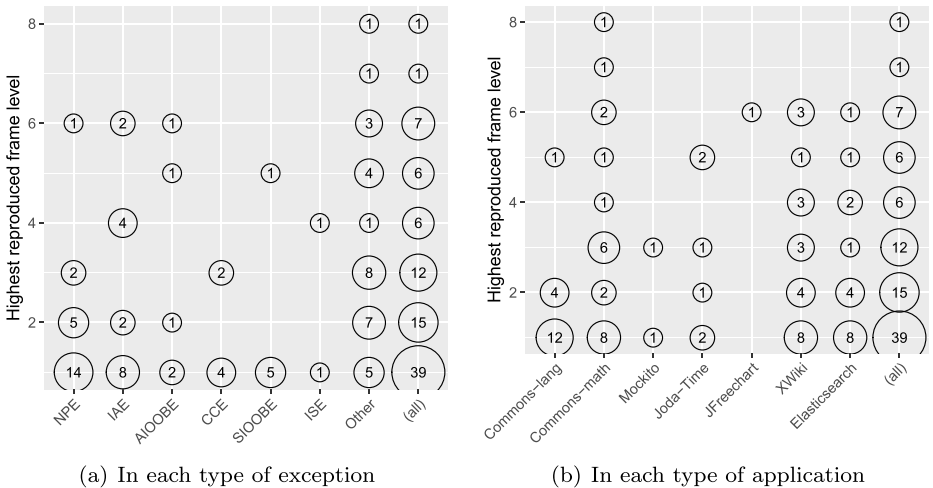 Highest reproduced frame level
8
1 1
1 1
6
1 2 1 3 7
1 1 4 6
4
4 1 1 6
2 2 8 12
2
5 2 1 7 15
14 8 2 4 5 1 5 39
NPE IAE AIOOBE CCE SIOOBE ISE Other (all)
(a) In each type of exception
Highest reproduced frame level
8
1 1
1 1
6
2 1 3 1 7
1 1 2 1 1 6
4
1 3 2 6
6 1 1 3 1 12
2
4 2 1 4 4 15
12 8 1 2 8 8 39
Commons-lang Commons-math Mockito Joda-Time JFreechart XWiki Elasticsearch (all)
(b) In each type of application